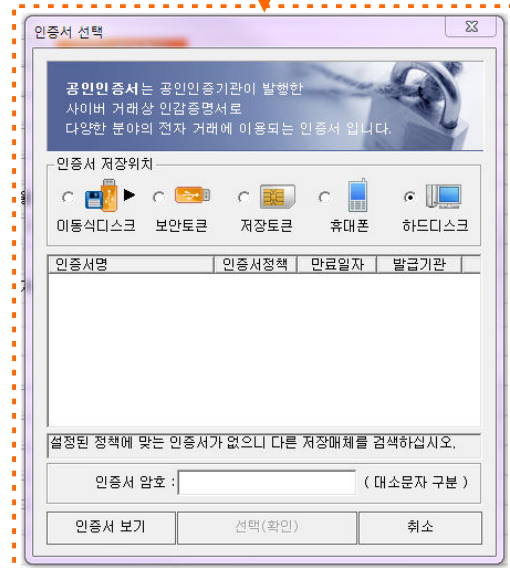 인증서 선택
공인인증서는 공인인증기관이 발행한
사이버 거래상 인감증명서로
다양한 분야의 전자 거래에 이용되는 인증서 입니다.
인증서 저장위치
이동식디스크 보안토큰 저장토큰 휴대폰 하드디스크
인증서명 인증서정책 만료일자 발급기관
설정된 정책에 맞는 인증서가 없으니 다른 저장매체를 검색하십시오.
인증서 암호 : ( 대소문자 구분 )
인증서 보기 선택(확인) 취소